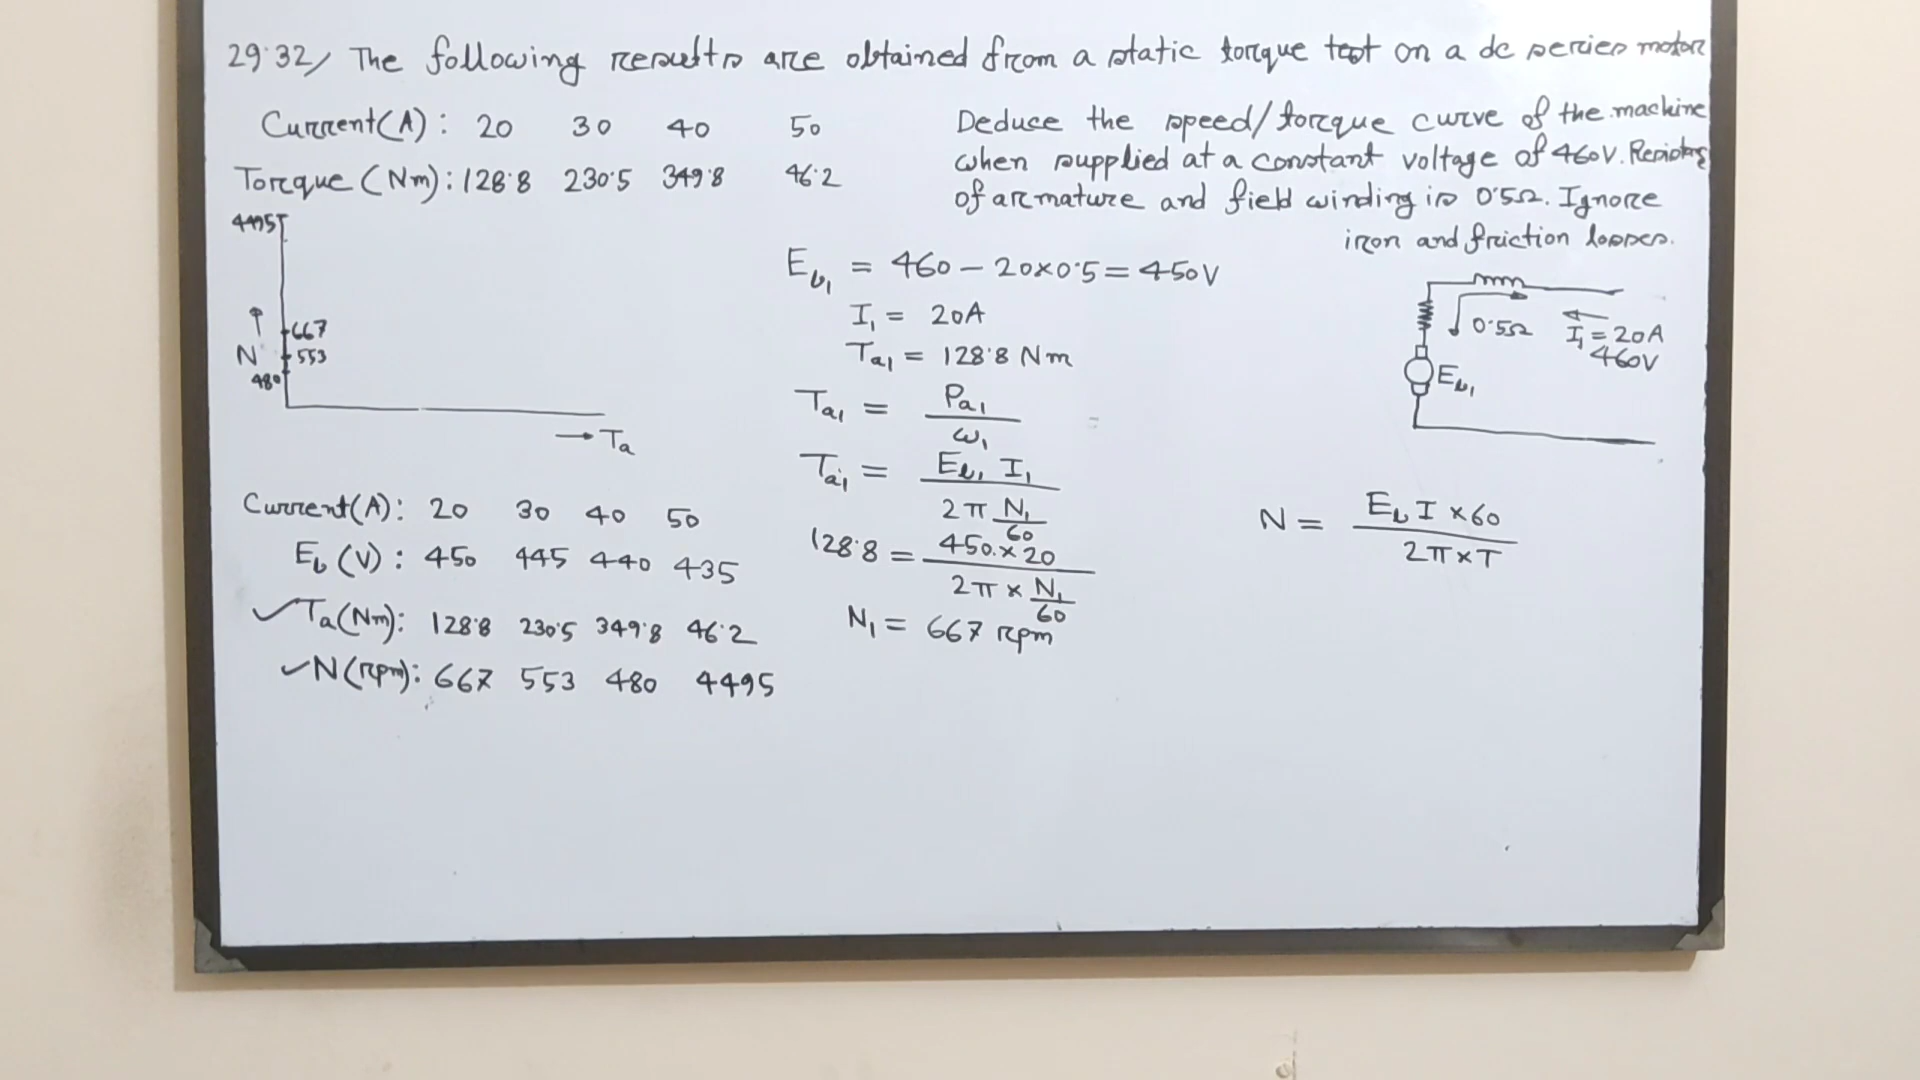 29.32/ The following results are obtained from a static torque test on a dc series motor
Current(A): 20 30 40 50
Torque (Nm): 128.8 230.5 349.8 46.2
Deduce the speed/torque curve of the machine
when supplied at a constant voltage of 460V.
of armature and field winding is 0.5Ω. Ignore
iron and friction losses.
4495
667
N 553
480
→ Ta
Eb1 = 460 - 20×0.5 = 450V
I1 = 20A
Ta1 = 128.8 Nm
Ta1 = Pa1 / ω1
Ta1 = Eb1 I1 / 2π N1/60
128.8 = 450×20 / 2π × N1/60
N1 = 667 rpm
0.5Ω
I1 = 20A
460V
Eb1
N = Eb I × 60 / 2π × T
Current(A): 20 30 40 50
Eb (V): 450 445 440 435
✓Ta(Nm): 128.8 230.5 349.8 46.2
✓N(rpm): 667 553 480 4495